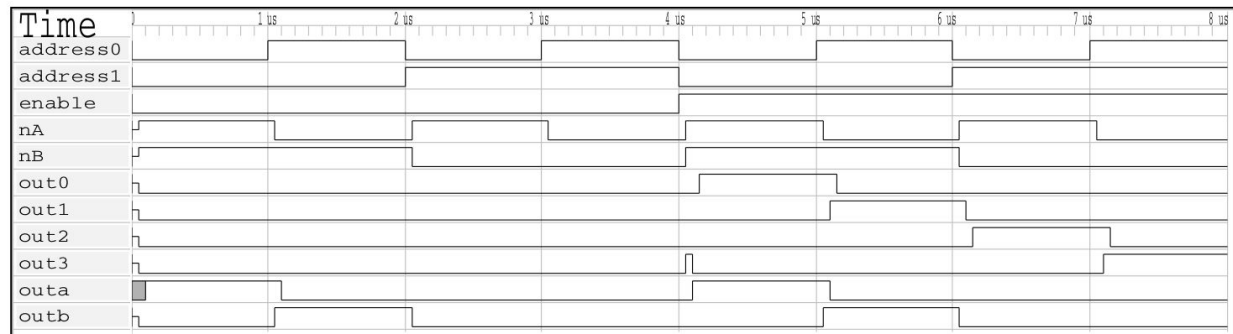 Time 0 1 us 2 us 3 us 4 us 5 us 6 us 7 us 8 us
address0
address1
enable
nA
nB
out0
out1
out2
out3
outa
outb